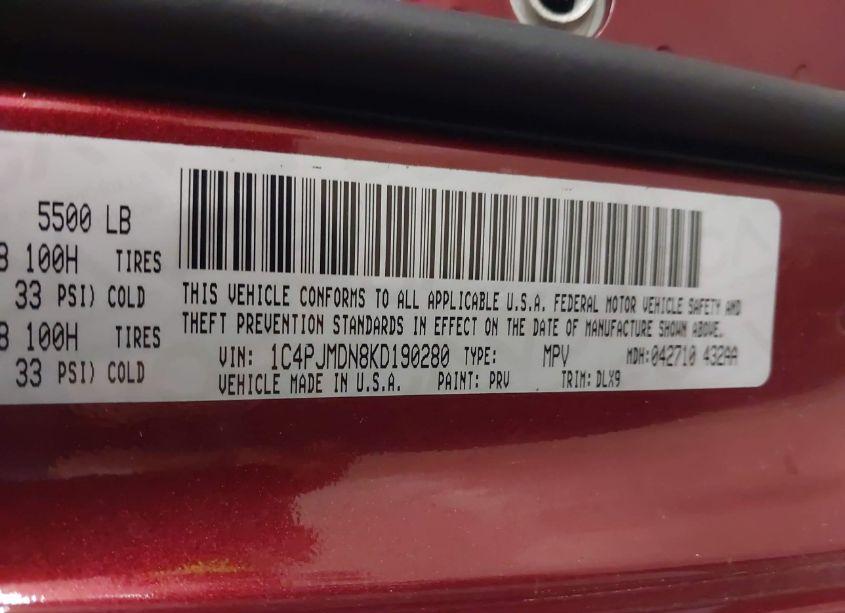 5500 LB
100H TIRES
33 PSI) COLD
100H TIRES
33 PSI) COLD
THIS VEHICLE CONFORMS TO ALL APPLICABLE U.S.A. FEDERAL MOTOR VEHICLE SAFETY AND
THEFT PREVENTION STANDARDS IN EFFECT ON THE DATE OF MANUFACTURE SHOWN ABOVE.
VIN: 1C4PJMDN8KD190280 TYPE: MPV MDH:042710 432AA
VEHICLE MADE IN U.S.A. PAINT: PRV TRIM: DLX9